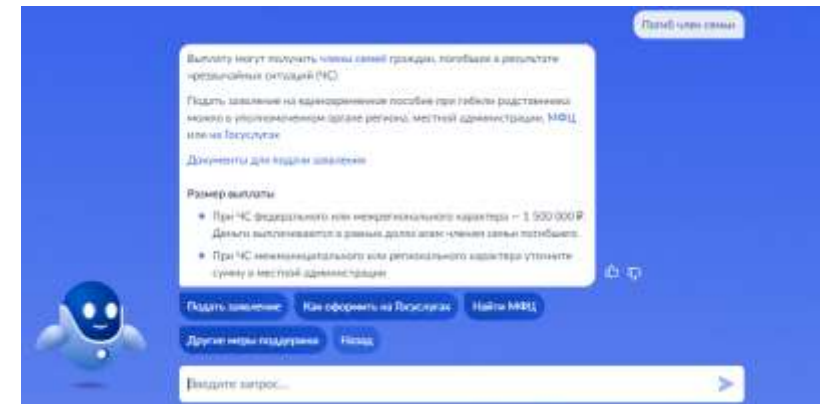 Погиб член семьи
Выплату могут получить члены семей граждан, погибших в результате
чрезвычайных ситуаций (ЧС)
Подать заявление на единовременное пособие при гибели родственника
можно в уполномоченном органе региона, местной администрации, МФЦ
или на Госуслугах
Документы для подачи заявления
Размер выплаты
При ЧС федерального или межрегионального характера — 1 500 000 ₽
Деньги выплачиваются в равных долях всем членам семьи погибшего.
При ЧС межмуниципального или регионального характера уточните
сумму в местной администрации
Подать заявление Как оформить на Госуслугах Найти МФЦ
Другие меры поддержки Назад
Введите запрос...